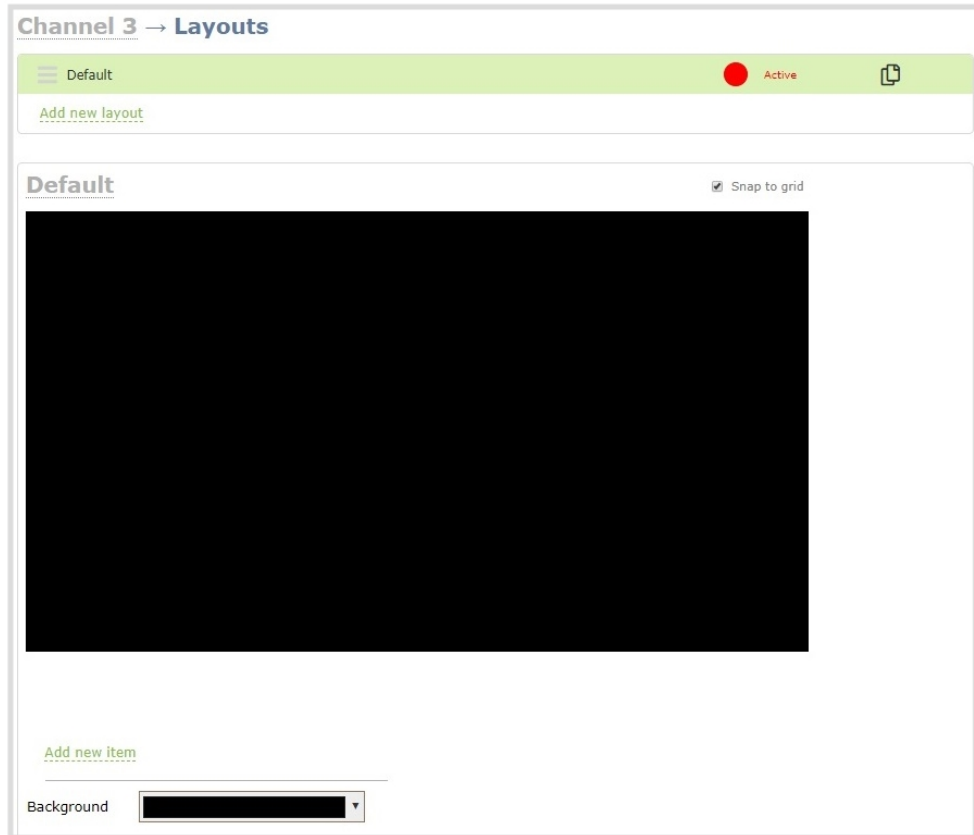 Channel 3 → Layouts
Default Active
Add new layout
Default Snap to grid
Add new item
Background